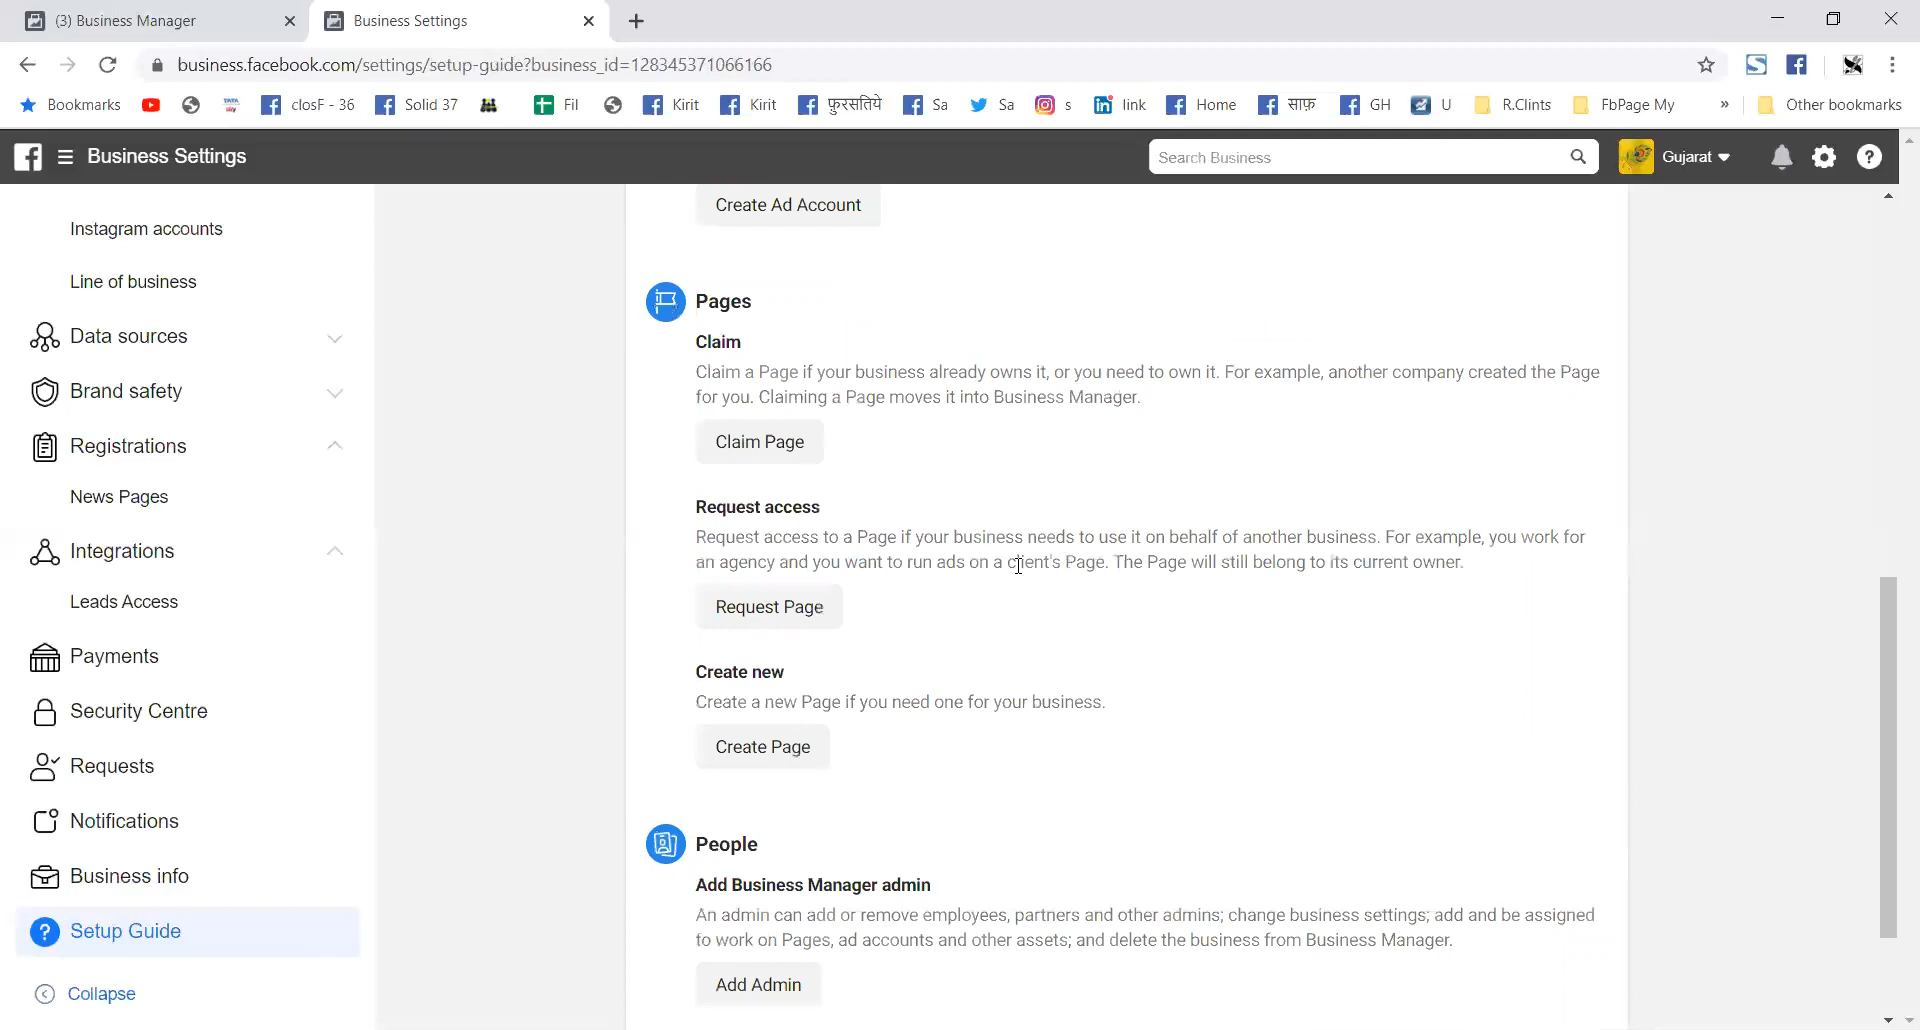 (3) Business Manager
Business Settings
business.facebook.com/settings/setup-guide?business_id=128345371066166
Bookmarks
closF - 36
Solid 37
Fil
Kirit
Kirit
फुरसतिये
Sa
Sa
s
link
Home
साफ़
GH
U
R.Clints
FbPage My
»
Other bookmarks
Business Settings
Search Business
Gujarat
Instagram accounts
Line of business
Data sources
Brand safety
Registrations
News Pages
Integrations
Leads Access
Payments
Security Centre
Requests
Notifications
Business info
Setup Guide
Collapse
Create Ad Account
Pages
Claim
Claim a Page if your business already owns it, or you need to own it. For example, another company created the Page
for you. Claiming a Page moves it into Business Manager.
Claim Page
Request access
Request access to a Page if your business needs to use it on behalf of another business. For example, you work for
an agency and you want to run ads on a client's Page. The Page will still belong to its current owner.
Request Page
Create new
Create a new Page if you need one for your business.
Create Page
People
Add Business Manager admin
An admin can add or remove employees, partners and other admins; change business settings; add and be assigned
to work on Pages, ad accounts and other assets; and delete the business from Business Manager.
Add Admin